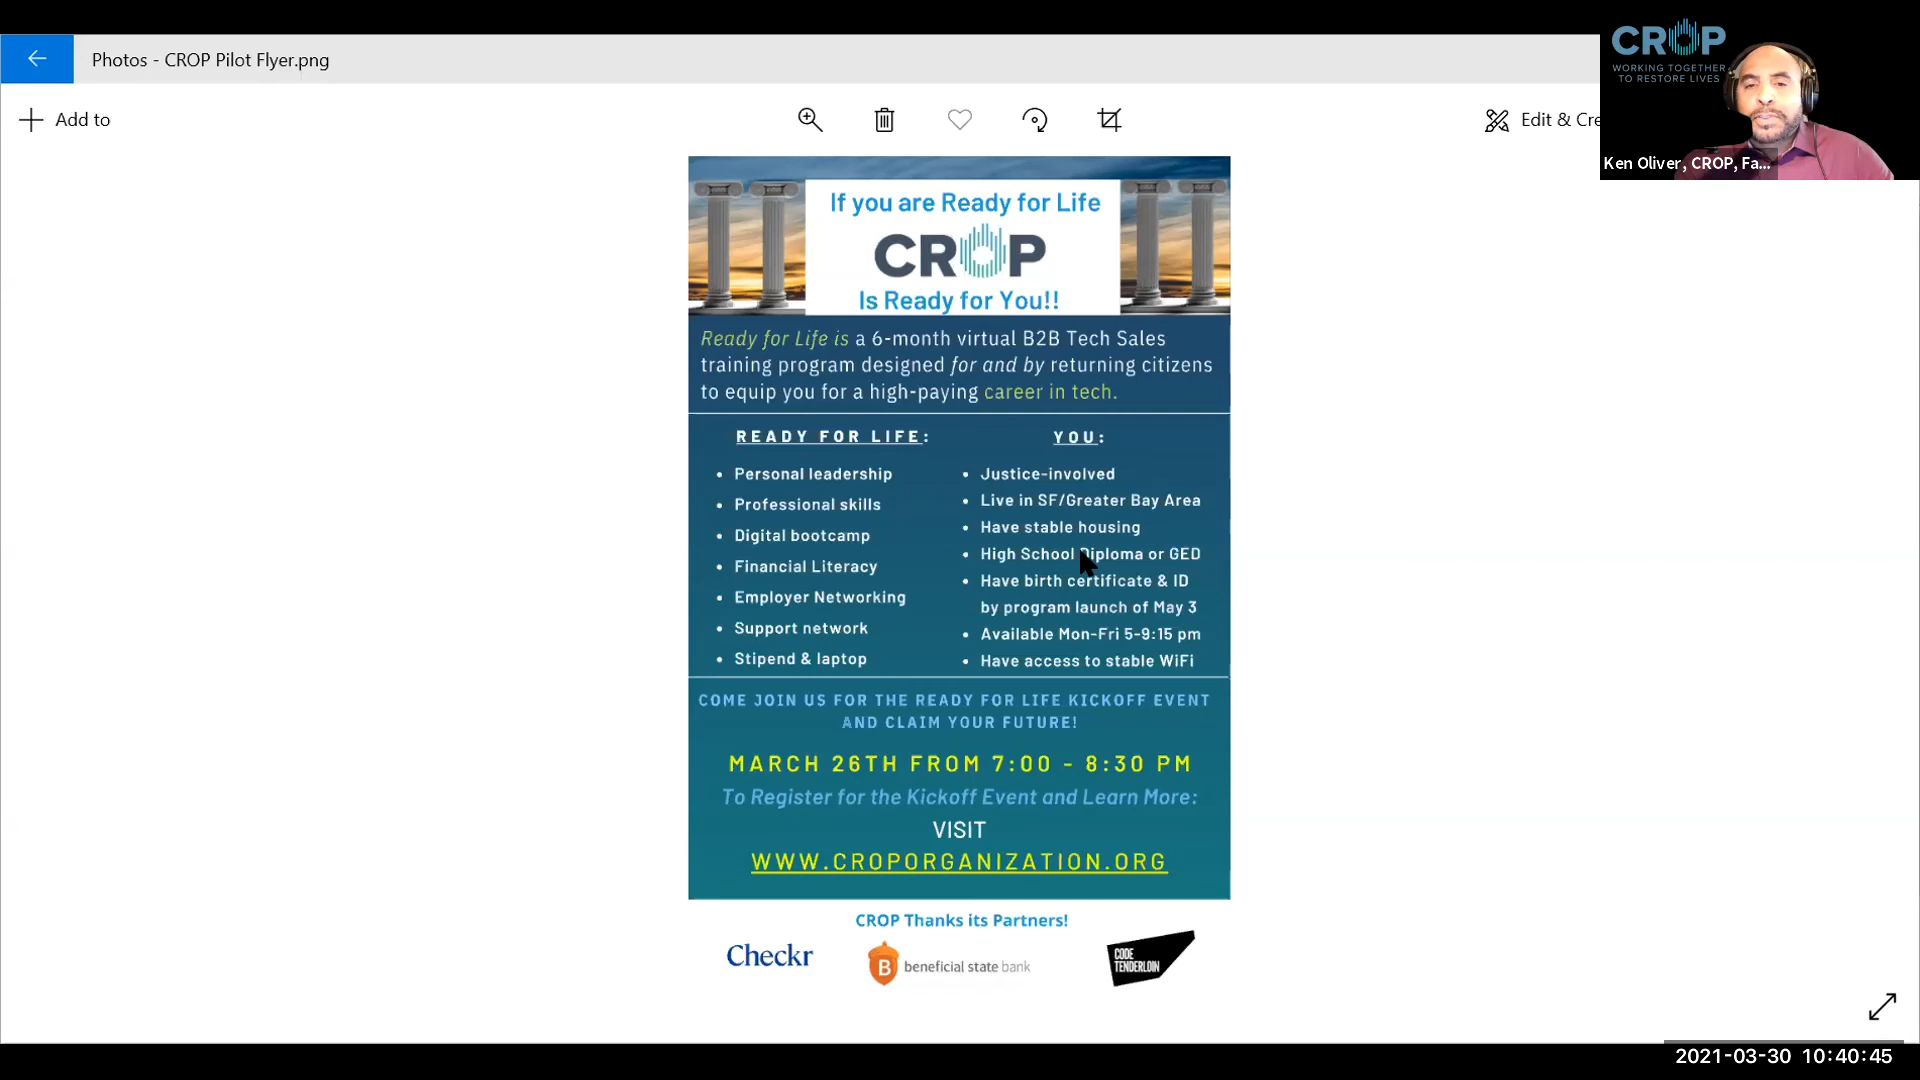 Photos - CROP Pilot Flyer.png
CROP
WORKING TOGETHER
TO RESTORE LIVES
Ken Oliver, CROP, Fa...
Add to
Edit & Cre
If you are Ready for Life
CROP
Is Ready for You!!
Ready for Life is a 6-month virtual B2B Tech Sales
training program designed for and by returning citizens
to equip you for a high-paying career in tech.
READY FOR LIFE:
• Personal leadership
• Professional skills
• Digital bootcamp
• Financial Literacy
• Employer Networking
• Support network
• Stipend & laptop
YOU:
• Justice-involved
• Live in SF/Greater Bay Area
• Have stable housing
• High School Diploma or GED
• Have birth certificate & ID
by program launch of May 3
• Available Mon-Fri 5-9:15 pm
• Have access to stable WiFi
COME JOIN US FOR THE READY FOR LIFE KICKOFF EVENT
AND CLAIM YOUR FUTURE!
MARCH 26TH FROM 7:00 - 8:30 PM
To Register for the Kickoff Event and Learn More:
VISIT
WWW.CROPORGANIZATION.ORG
CROP Thanks its Partners!
Checkr
B
beneficial state bank
CODE
TENDERLOIN
2021-03-30 10:40:45